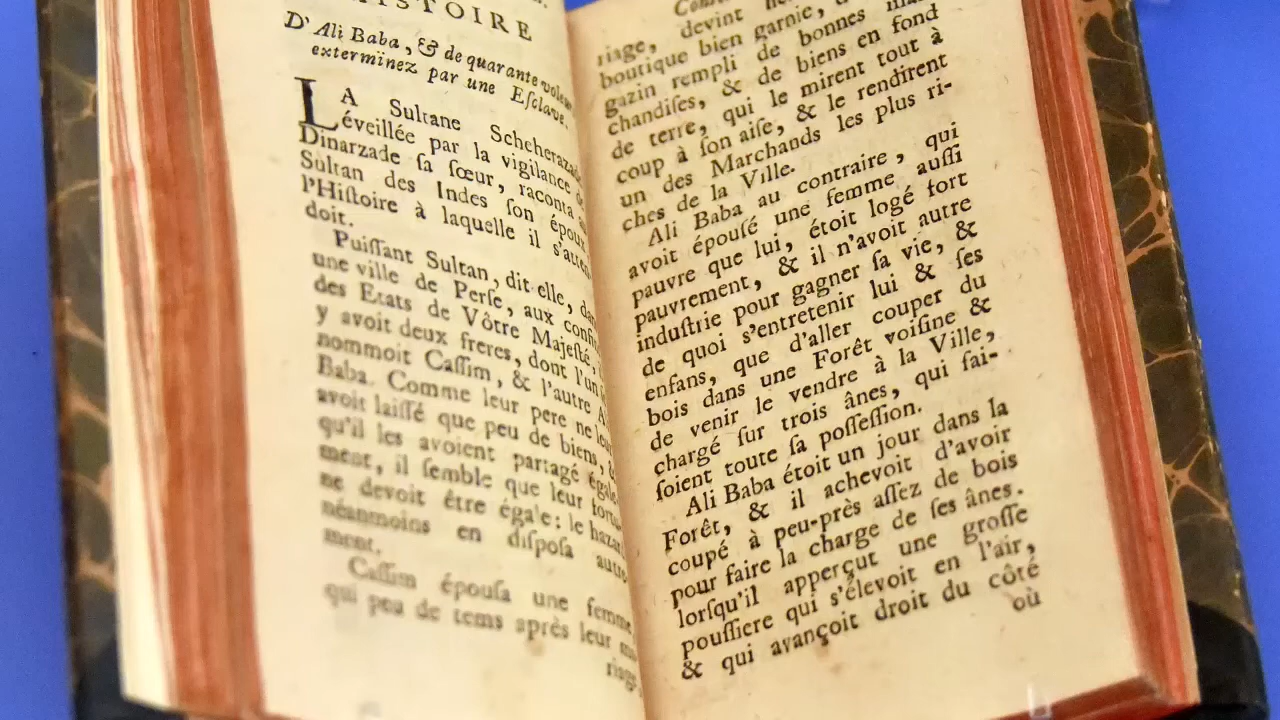 HISTOIRE
D'Ali Baba, & de quarante
exterminez par une Eſclave.
LA Sultane
éveillée par la vigilance
Dinarzade ſa ſœur, raconta
Sultan des Indes ſon
l'Hiſtoire à laquelle il
doit.
Puiſſant Sultan, dit-elle,
une ville de Perſe, aux
des Etats de Vôtre Majeſté,
y avoit deux freres, dont l'un
nommoit Caſſim, & l'autre
Baba. Comme leur pere ne
avoit laiſſé que peu de biens,
qu'il les avoient partagé
ment, il ſemble que leur
ne devoit être égale: le
néanmoins en diſpoſa
ment.
Caſſim épouſa une femme
qui peu de tems après leur
riage,
riage, devint
boutique bien garnie,
gazin rempli de bonnes
chandiſes, & de biens en fond
de terre, qui le mirent tout à
coup à ſon aiſe, & le rendirent
un des Marchands les plus ri-
ches de la Ville.
Ali Baba au contraire, qui
avoit épouſé une femme auſſi
pauvre que lui, étoit logé fort
pauvrement, & il n'avoit autre
induſtrie pour gagner ſa vie, &
de quoi s'entretenir lui & ſes
enfans, que d'aller couper du
bois dans une Forêt voiſine &
de venir le vendre à la Ville,
chargé ſur trois ânes, qui fai-
ſoient toute ſa poſſeſſion.
Ali Baba étoit un jour dans la
Forêt, & il achevoit d'avoir
coupé à peu-près aſſez de bois
pour faire la charge de ſes ânes.
lorſqu'il apperçut une groſſe
pouſſiere qui s'élevoit en l'air,
& qui avançoit droit du côté
où